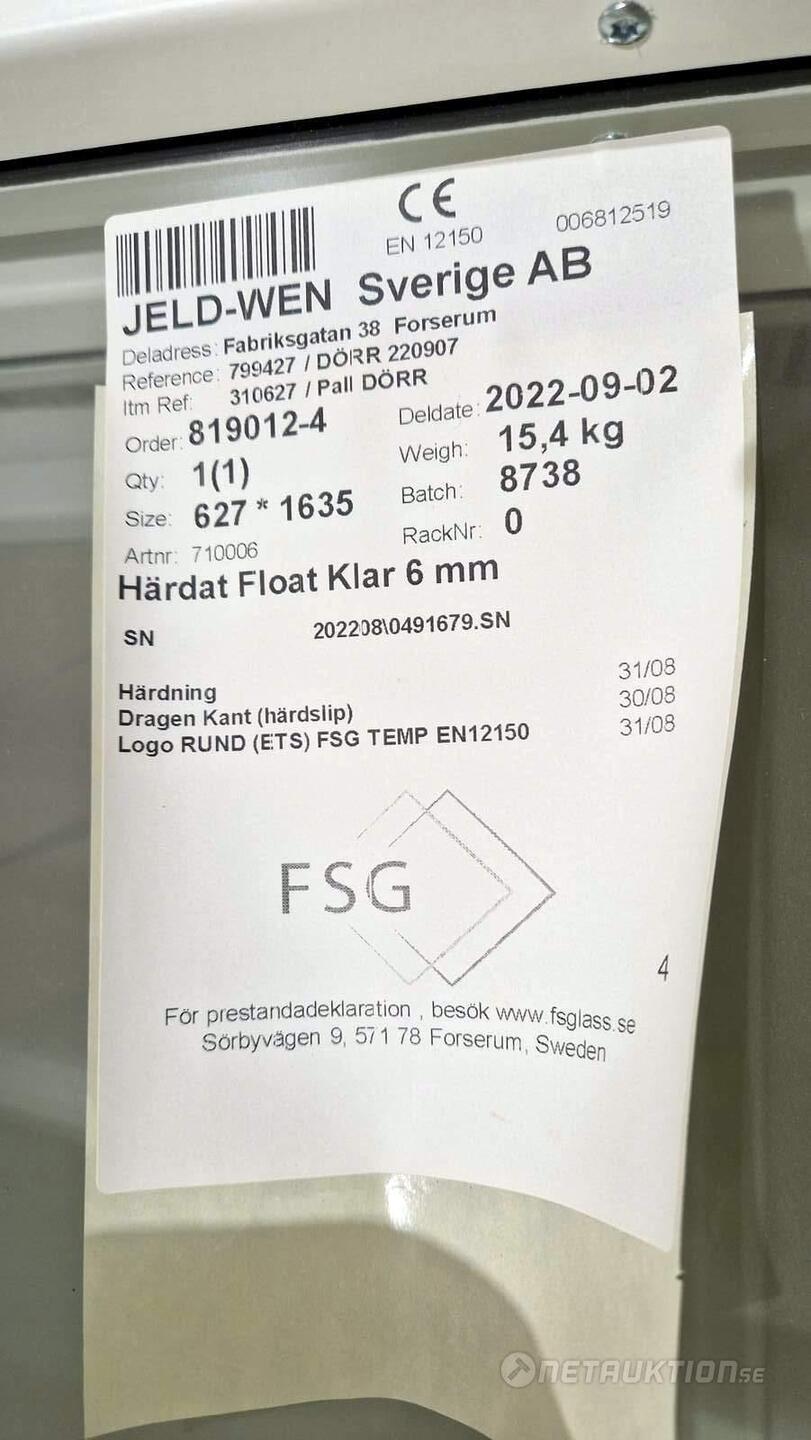 CE
EN 12150
006812519
JELD-WEN Sverige AB
Deladress: Fabriksgatan 38 Forserum
Reference: 799427 / DÖRR 220907
Itm Ref: 310627 / Pall DÖRR
Order: 819012-4 Deldate: 2022-09-02
Qty: 1(1) Weigh: 15,4 kg
Size: 627 * 1635 Batch: 8738
Artnr: 710006 RackNr: 0
Härdat Float Klar 6 mm
SN 202208\0491679.SN
Härdning 31/08
Dragen Kant (härdslip) 30/08
Logo RUND (ETS) FSG TEMP EN12150 31/08
FSG
4
För prestandadeklaration , besök www.fsglass.se
Sörbyvägen 9, 571 78 Forserum, Sweden
NETAUKTION.SE